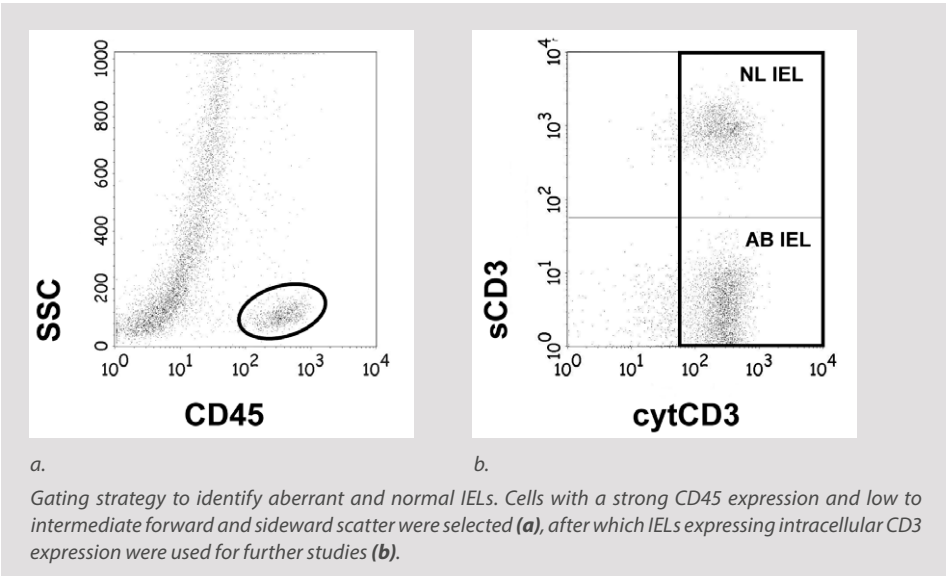 1000
800
600
400
200
0
SSC
10^0 10^1 10^2 10^3 10^4
CD45
10^4
10^3
10^2
10^1
10^0
sCD3
NL IEL
AB IEL
10^0 10^1 10^2 10^3 10^4
cytCD3
a.
b.
Gating strategy to identify aberrant and normal IELs. Cells with a strong CD45 expression and low to
intermediate forward and sideward scatter were selected (a), after which IELs expressing intracellular CD3
expression were used for further studies (b).